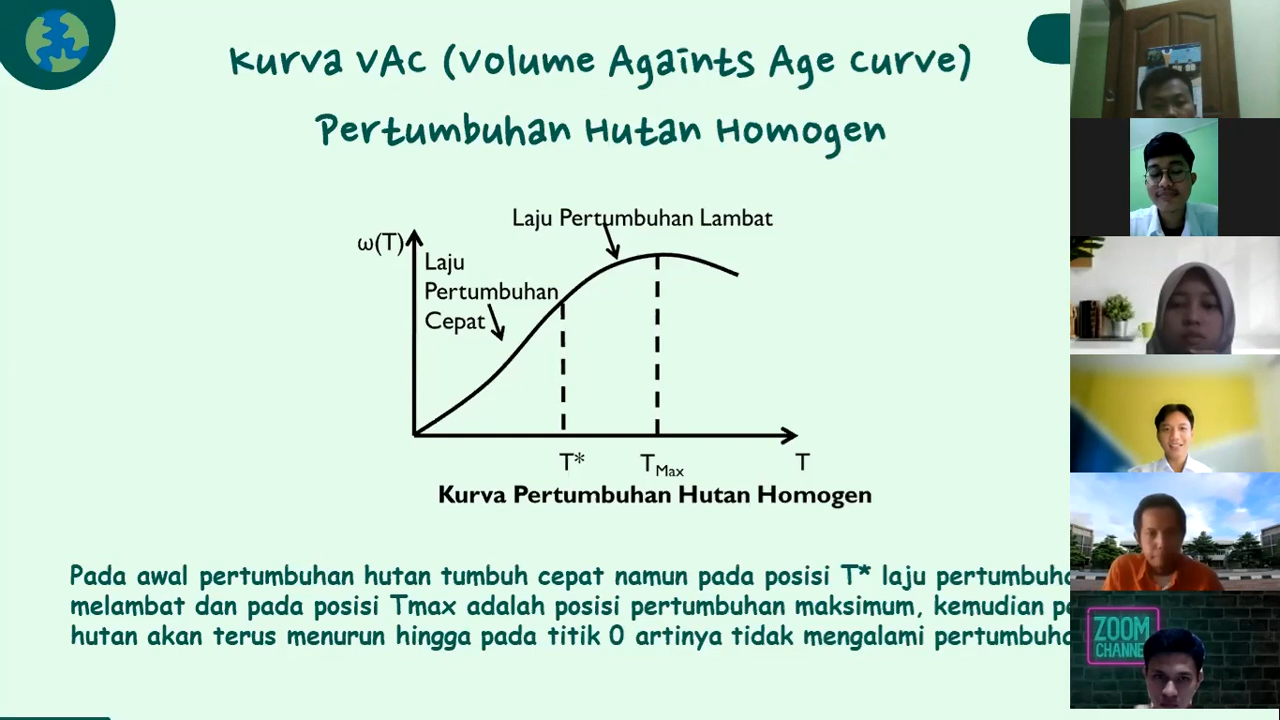 Kurva VAC (Volume Againts Age Curve)
Pertumbuhan Hutan Homogen
Laju Pertumbuhan Lambat
ω(T)
Laju
Pertumbuhan
Cepat
T*
TMax
T
Kurva Pertumbuhan Hutan Homogen
Pada awal pertumbuhan hutan tumbuh cepat namun pada posisi T* laju
melambat dan pada posisi Tmax adalah posisi pertumbuhan maksimum, kemudian
hutan akan terus menurun hingga pada titik 0 artinya tidak mengalami
ZOOM
CHANNEL